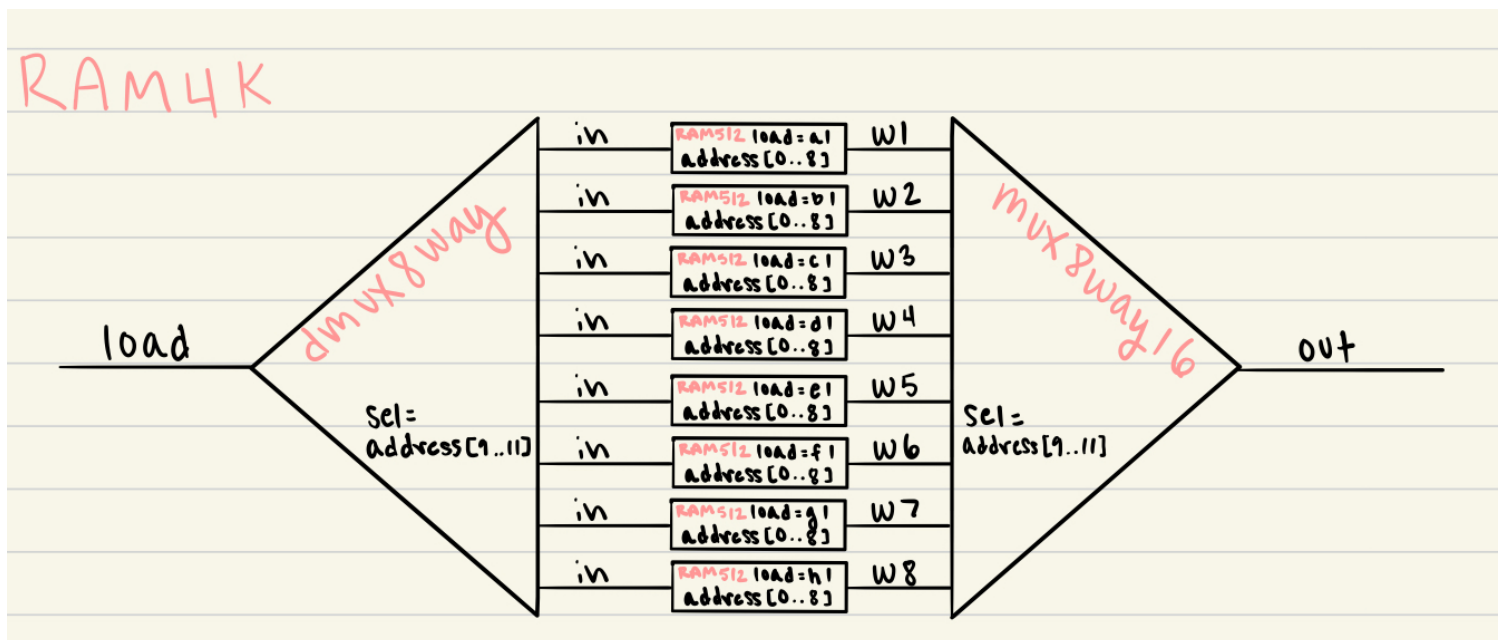 RAM4K
in RAM512 load=a1 w1
address[0..8]
in RAM512 load=b1 w2
address[0..8]
in RAM512 load=c1 w3
address[0..8]
in RAM512 load=d1 w4
address[0..8]
in RAM512 load=e1 w5
address[0..8]
in RAM512 load=f1 w6
address[0..8]
in RAM512 load=g1 w7
address[0..8]
in RAM512 load=h1 w8
address[0..8]
load
dmux8way
sel=
address[9..11]
mux8way16
sel=
address[9..11]
out